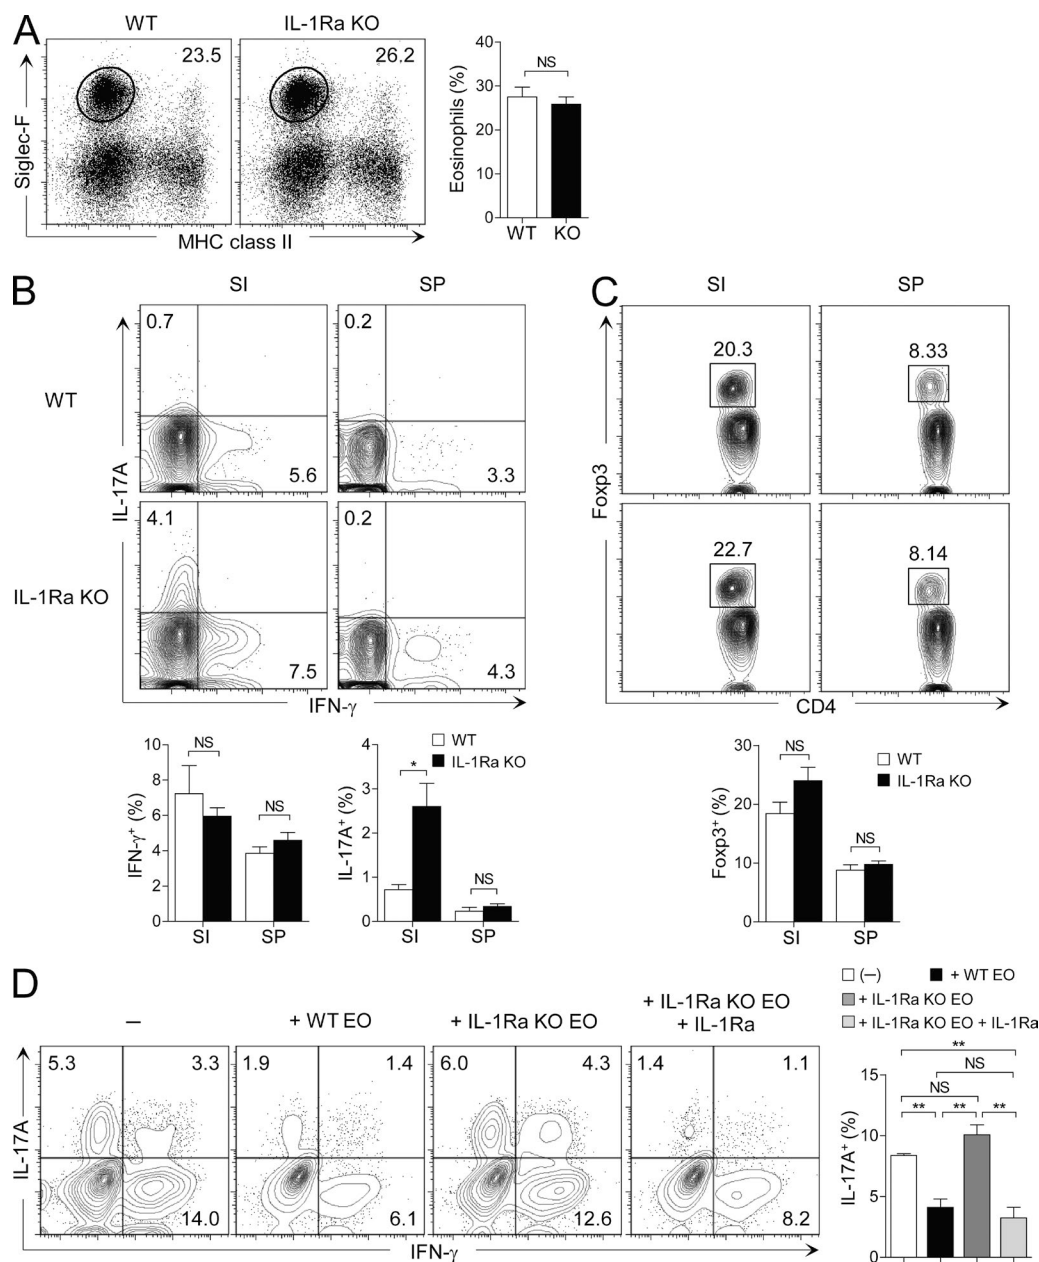 A
WT
IL-1Ra KO
23.5
26.2
Siglec-F
MHC class II
40
30
20
10
0
Eosinophils (%)
NS
WT
KO
B
SI
SP
WT
0.7
0.2
5.6
3.3
IL-17A
IL-1Ra KO
4.1
0.2
7.5
4.3
IFN-γ
10
8
6
4
2
0
IFN-γ+ (%)
NS
NS
SI
SP
4
3
2
1
0
IL-17A+ (%)
*
NS
WT
IL-1Ra KO
SI
SP
C
SI
SP
20.3
8.33
Foxp3
22.7
8.14
CD4
30
20
10
0
Foxp3+ (%)
NS
NS
WT
IL-1Ra KO
SI
SP
D
–
+ WT EO
+ IL-1Ra KO EO
+ IL-1Ra KO EO
+ IL-1Ra
5.3
3.3
14.0
1.9
1.4
6.1
6.0
4.3
12.6
1.4
1.1
8.2
IL-17A
IFN-γ
(–)
+ WT EO
+ IL-1Ra KO EO
+ IL-1Ra KO EO + IL-1Ra
15
10
5
0
IL-17A+ (%)
**
NS
NS
**
**
**